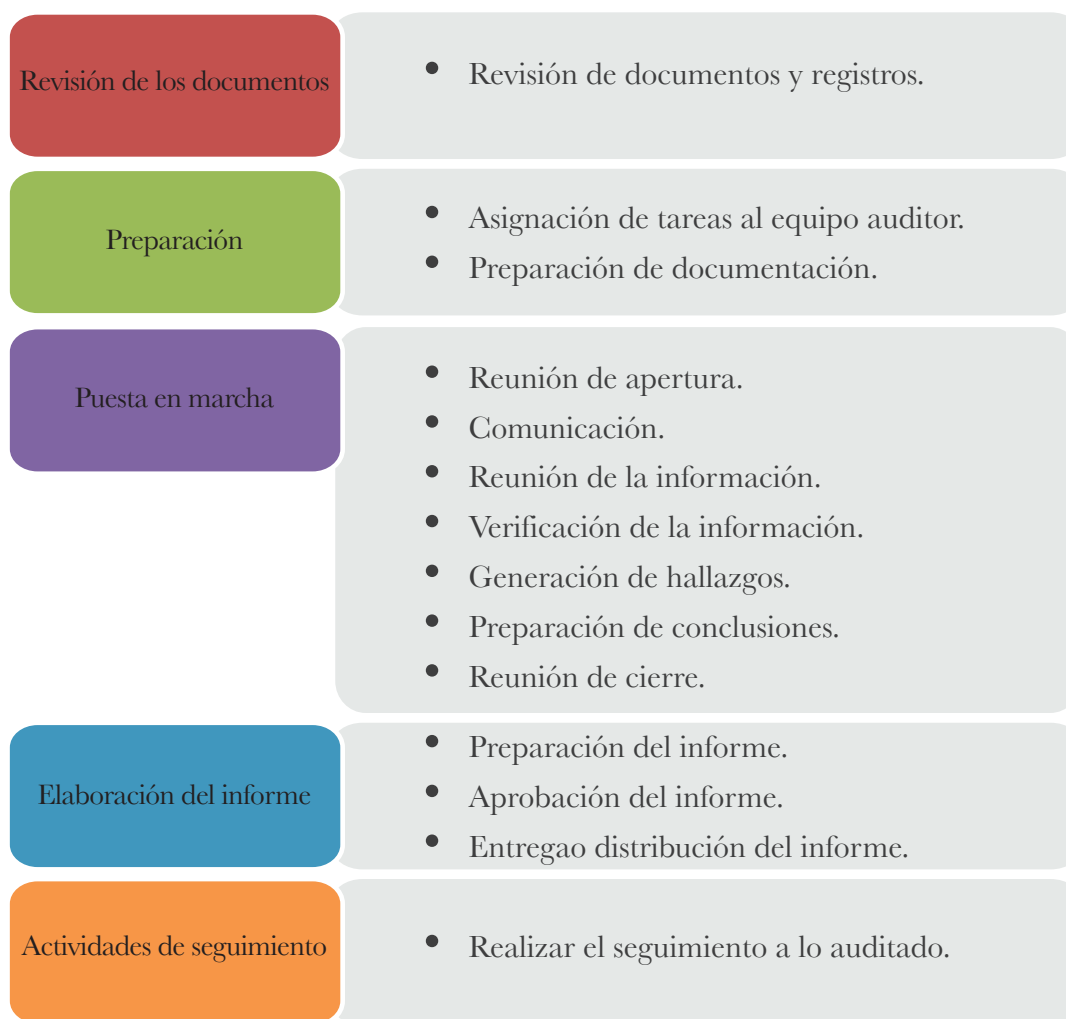 Revisión de los documentos
• Revisión de documentos y registros.
Preparación
• Asignación de tareas al equipo auditor.
• Preparación de documentación.
Puesta en marcha
• Reunión de apertura.
• Comunicación.
• Reunión de la información.
• Verificación de la información.
• Generación de hallazgos.
• Preparación de conclusiones.
• Reunión de cierre.
Elaboración del informe
• Preparación del informe.
• Aprobación del informe.
• Entregao distribución del informe.
Actividades de seguimiento
• Realizar el seguimiento a lo auditado.